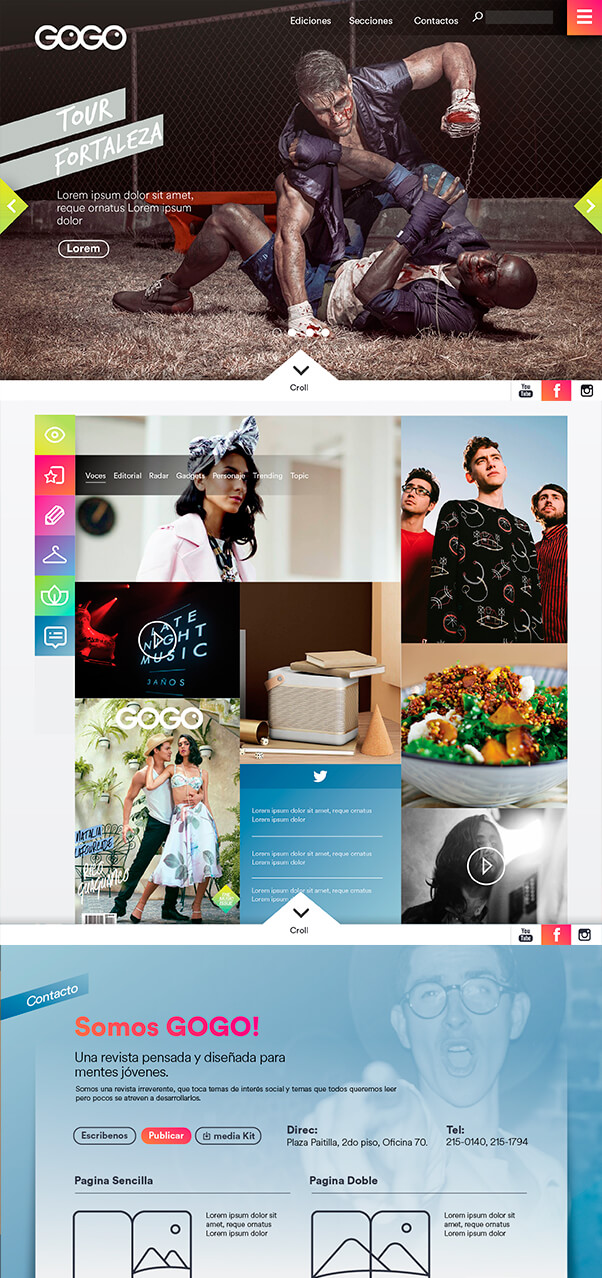 GOGO
Ediciones Secciones Contactos
TOUR
FORTALEZA
Lorem ipsum dolor sit amet,
reque ornatus Lorem ipsum
dolor
Lorem
Croll
You
Tube
Voces Editorial Radar Gadgets Personaje Trending Topic
LATE
NIGHT
MUSIC
3AÑOS
GOGO
NATALIA
LAFOURCADE
Lorem ipsum dolor sit amet, reque ornatus
Lorem ipsum dolor
Lorem ipsum dolor sit amet, reque ornatus
Lorem ipsum dolor
Lorem ipsum dolor sit amet, reque ornatus
Croll
You
Tube
Contacto
Somos GOGO!
Una revista pensada y diseñada para
mentes jóvenes.
Somos una revista irreverente, que toca temas de interés social y temas que todos queremos leer
pero pocos se atreven a desarrollarlos.
Escríbenos Publicar media Kit
Direc:
Plaza Paitilla, 2do piso, Oficina 70.
Tel:
215-0140, 215-1794
Pagina Sencilla
Pagina Doble
Lorem ipsum dolor sit
amet, reque ornatus
Lorem ipsum dolor
Lorem ipsum dolor sit
amet, reque ornatus
Lorem ipsum dolor